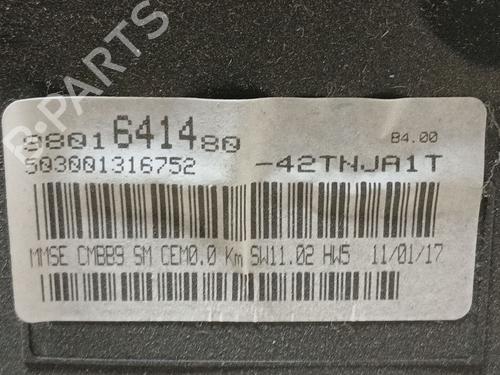 B-PARTS
9801641480 84.00
503001316752 -42TNJA1T
MMSE CMBB9 SM CEM0.0 Km SW11.02 HW5 11/01/17